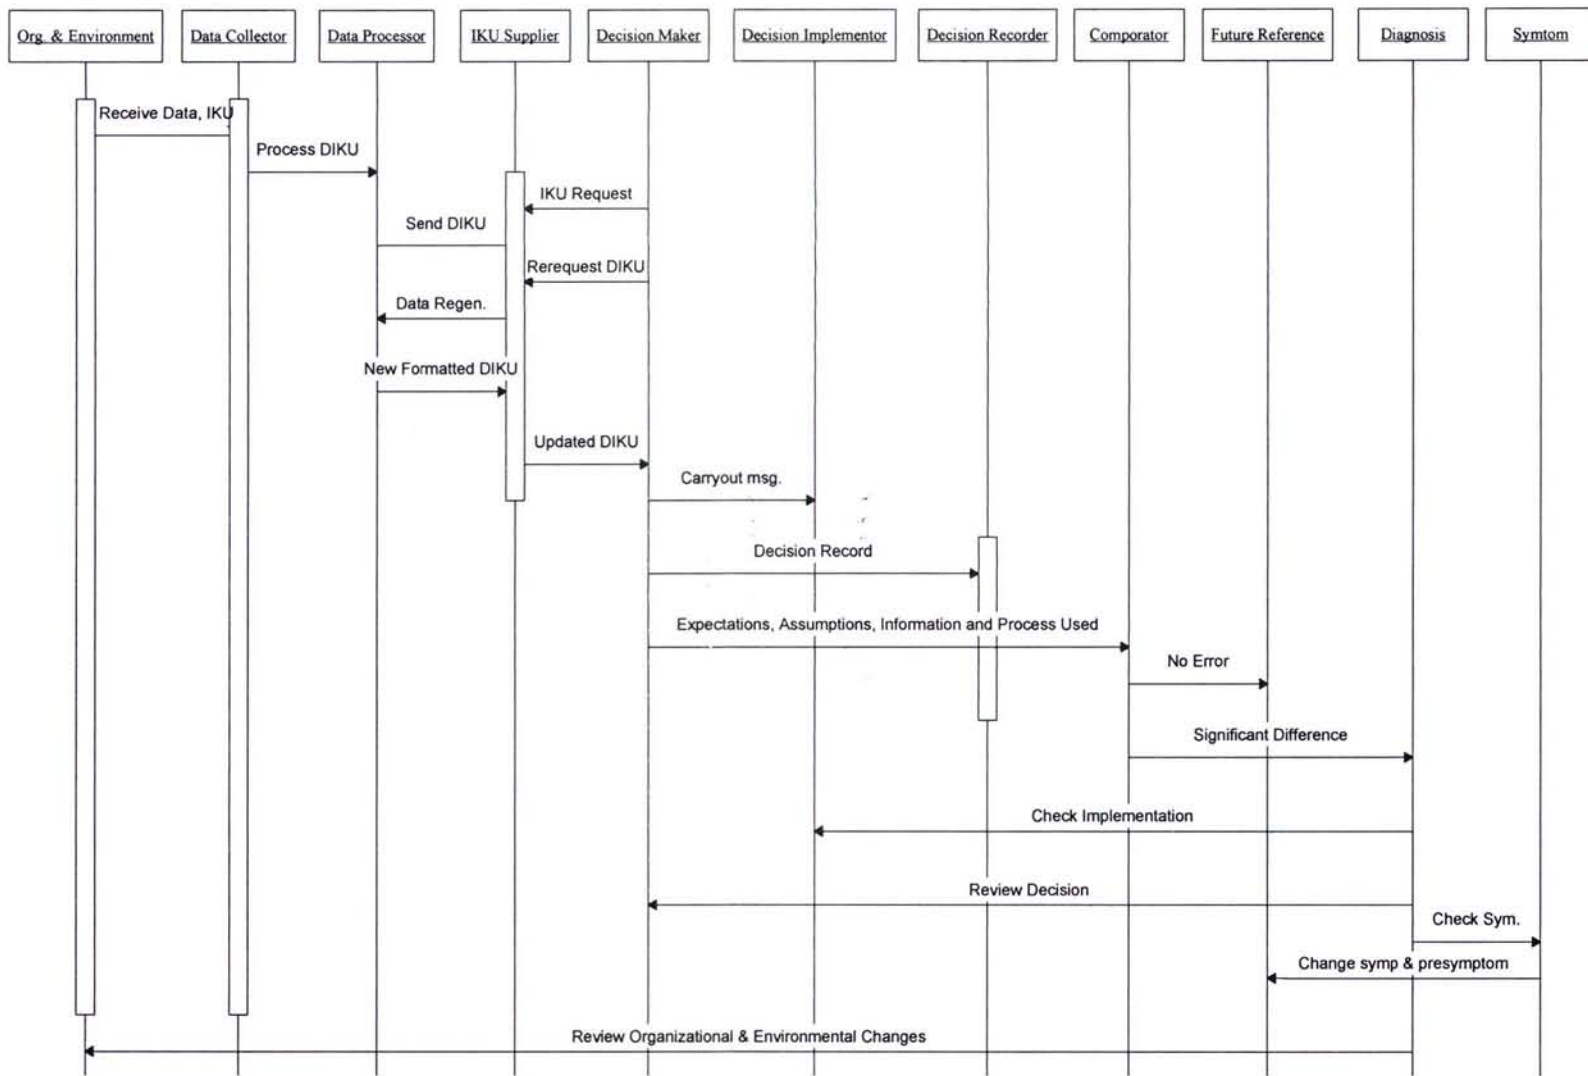 Org. & Environment
Data Collector
Data Processor
IKU Supplier
Decision Maker
Decision Implementor
Decision Recorder
Comporator
Future Reference
Diagnosis
Symtom
Receive Data, IKU
Process DIKU
IKU Request
Send DIKU
Rerequest DIKU
Data Regen.
New Formatted DIKU
Updated DIKU
Carryout msg.
Decision Record
Expectations, Assumptions, Information and Process Used
No Error
Significant Difference
Check Implementation
Review Decision
Check Sym.
Change symp & presymptom
Review Organizational & Environmental Changes